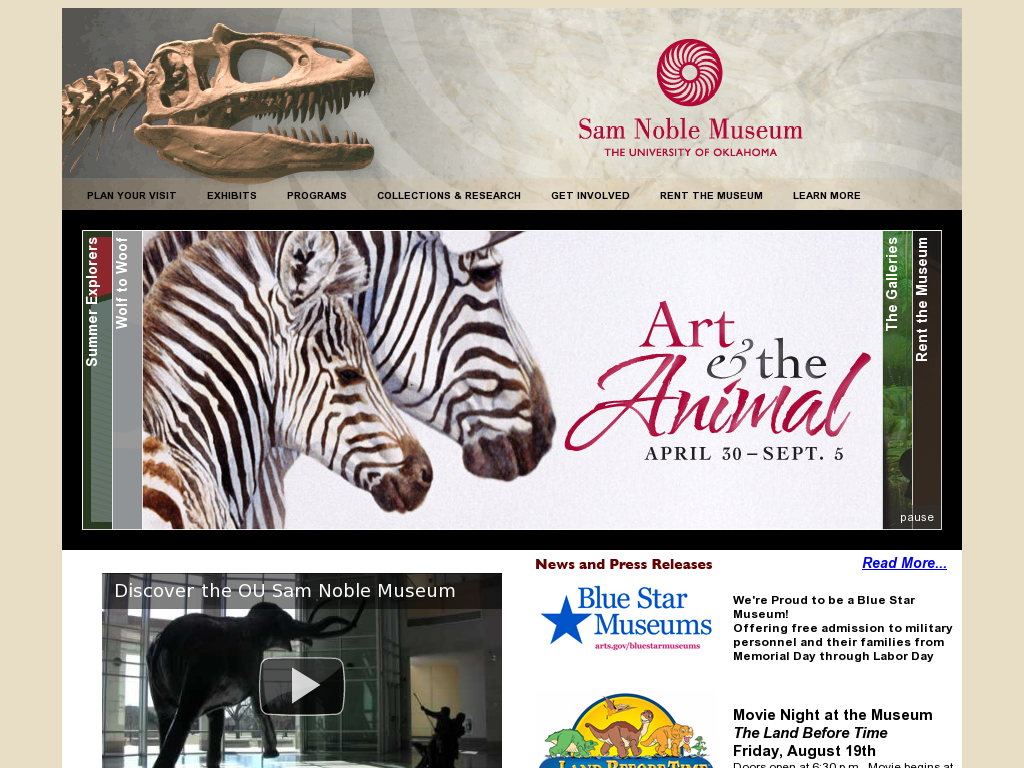 Sam Noble Museum
THE UNIVERSITY OF OKLAHOMA
PLAN YOUR VISIT EXHIBITS PROGRAMS COLLECTIONS & RESEARCH GET INVOLVED RENT THE MUSEUM LEARN MORE
Summer Explorers
Wolf to Woof
Art
& the
Animal
APRIL 30 – SEPT. 5
The Galleries
Rent the Museum
pause
Discover the OU Sam Noble Museum
News and Press Releases
Read More...
Blue Star
Museums
arts.gov/bluestarmuseums
We're Proud to be a Blue Star
Museum!
Offering free admission to military
personnel and their families from
Memorial Day through Labor Day
LAND BEFORE TIME
Movie Night at the Museum
The Land Before Time
Friday, August 19th
Doors open at 6:30 p.m. Movie begins at